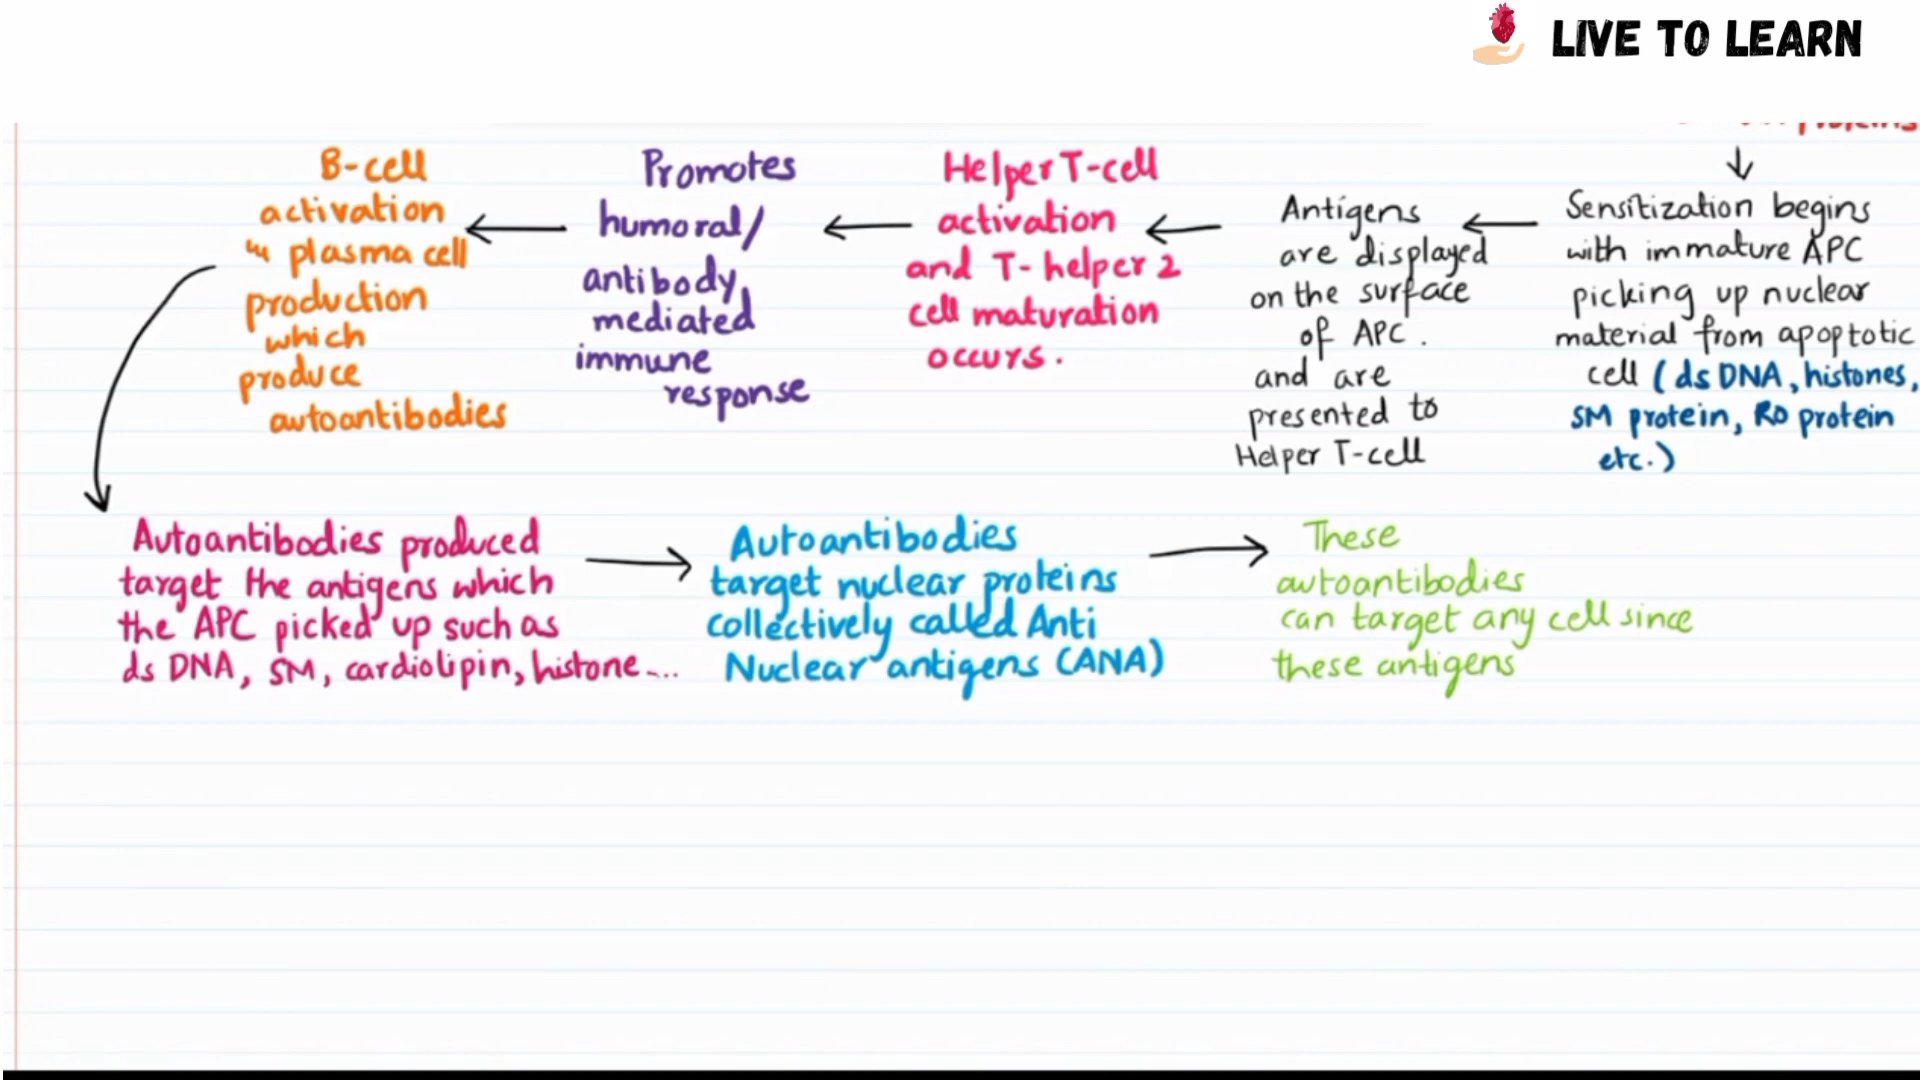 LIVE TO LEARN
proteins
Sensitization begins
with immature APC
picking up nuclear
material from apoptotic
cell (ds DNA, histones,
SM protein, RO protein
etc.)
Antigens
are displayed
on the surface
of APC.
and are
presented to
Helper T-cell
Helper T-cell
activation
and T-helper 2
cell maturation
occurs.
Promotes
humoral/
antibody
mediated
immune
response
B-cell
activation
↳ plasma cell
production
which
produce
autoantibodies
Autoantibodies produced
target the antigens which
the APC picked up such as
ds DNA, SM, cardiolipin, histone....
Autoantibodies
target nuclear proteins
collectively called Anti
Nuclear antigens (ANA)
These
autoantibodies
can target any cell since
these antigens